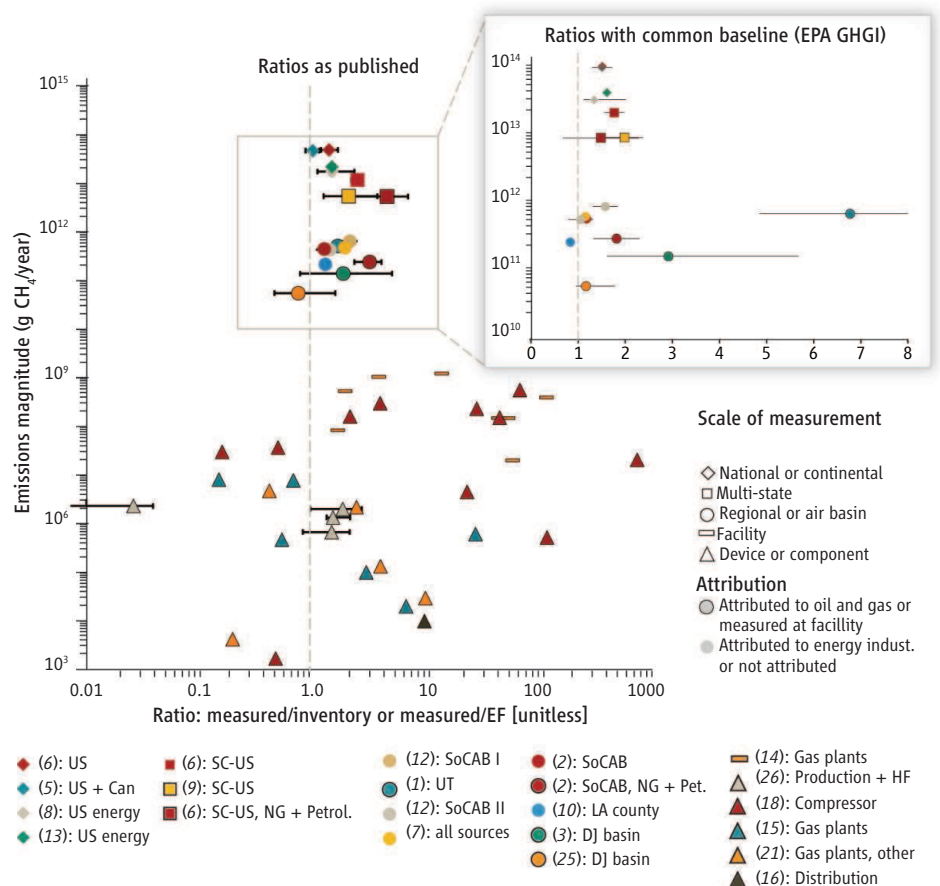 Ratios with common baseline (EPA GHGI)
10^14
10^13
10^12
10^11
10^10
0 1 2 3 4 5 6 7 8
Ratios as published
Emissions magnitude (g CH₄/year)
10^15
10^12
10^9
10^6
10^3
0.01 0.1 1.0 10 100 1000
Ratio: measured/inventory or measured/EF [unitless]
Scale of measurement
National or continental
Multi-state
Regional or air basin
Facility
Device or component
Attribution
Attributed to oil and gas or
measured at facillity
Attributed to energy indust.
or not attributed
(6): US
(5): US + Can
(8): US energy
(13): US energy
(6): SC-US
(9): SC-US
(6): SC-US, NG + Petrol.
(12): SoCAB I
(1): UT
(12): SoCAB II
(7): all sources
(2): SoCAB
(2): SoCAB, NG + Pet.
(10): LA county
(3): DJ basin
(25): DJ basin
(14): Gas plants
(26): Production + HF
(18): Compressor
(15): Gas plants
(21): Gas plants, other
(16): Distribution